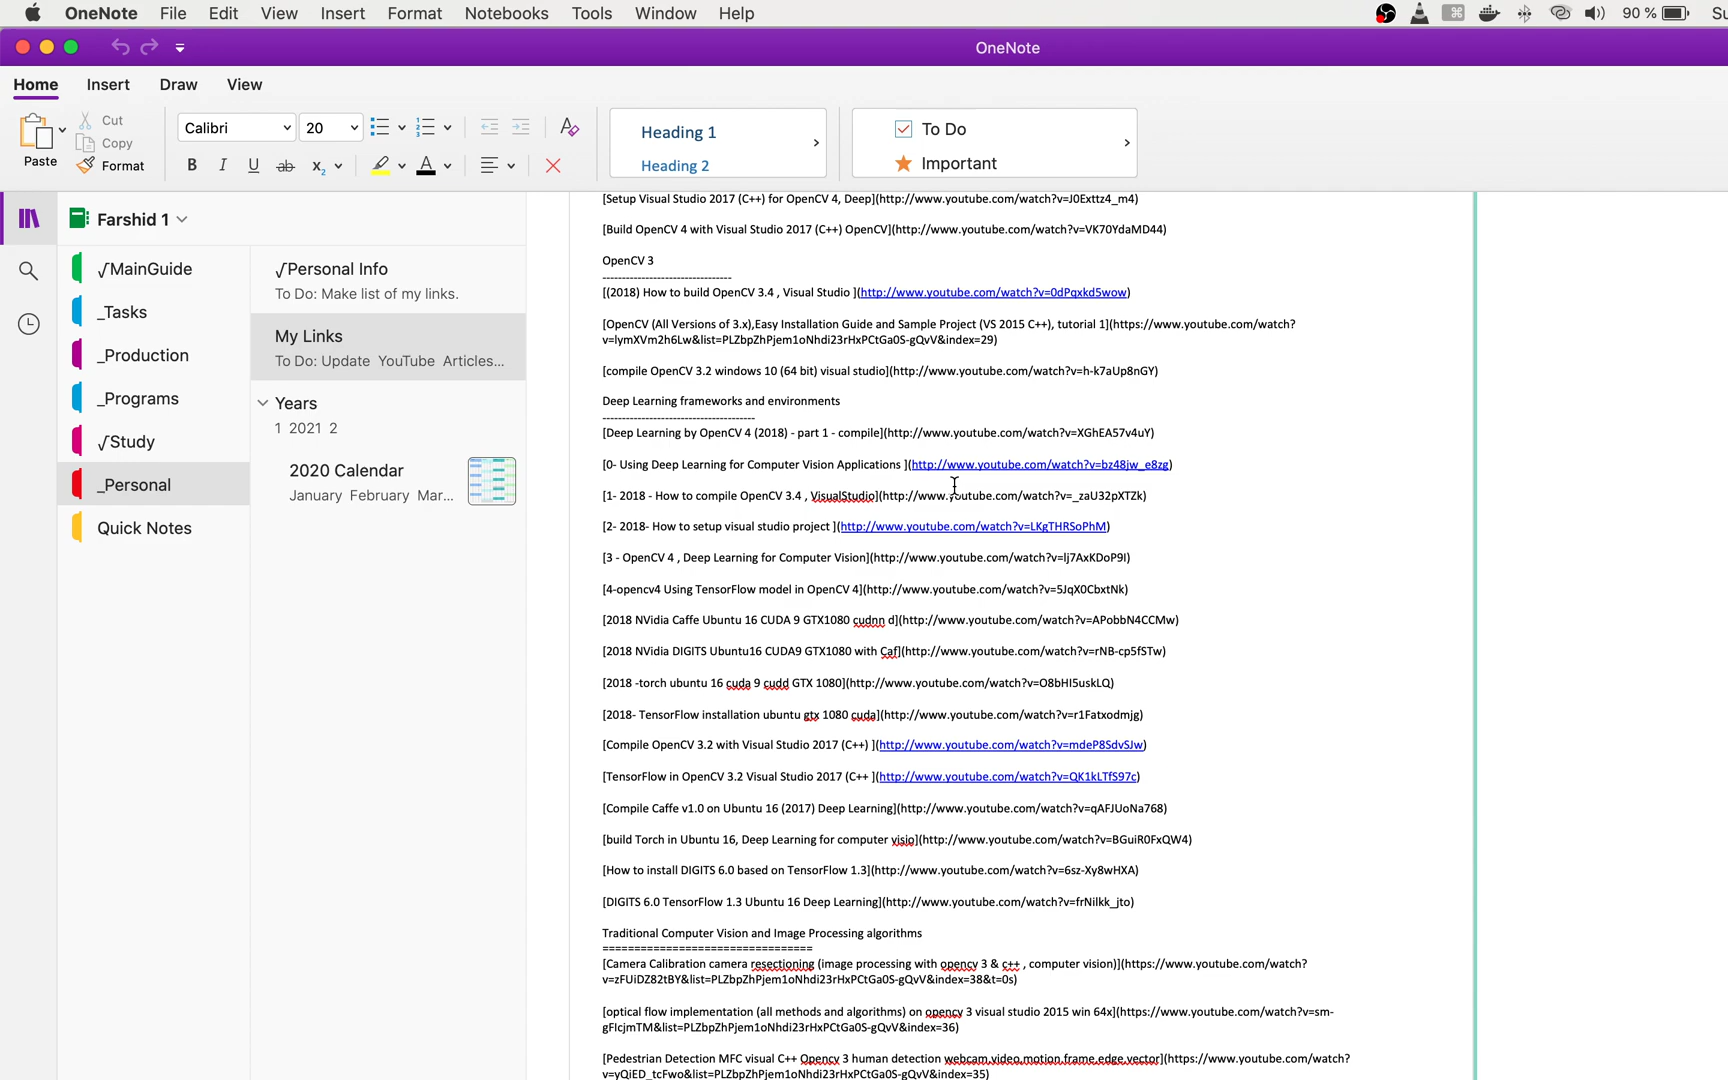 OneNote File Edit View Insert Format Notebooks Tools Window Help 90 %
OneNote
Home Insert Draw View
Paste Cut Copy Format
Calibri 20
B I U ab x2 A
Heading 1
Heading 2
To Do
Important
Farshid 1
√MainGuide
_Tasks
_Production
_Programs
√Study
_Personal
Quick Notes
√Personal Info
To Do: Make list of my links.
My Links
To Do: Update YouTube Articles...
Years
1 2021 2
2020 Calendar
January February Mar...
[Setup Visual Studio 2017 (C++) for OpenCV 4, Deep](http://www.youtube.com/watch?v=J0Exttz4_m4)
[Build OpenCV 4 with Visual Studio 2017 (C++) OpenCV](http://www.youtube.com/watch?v=VK70YdaMD44)
OpenCV 3
--------------------------------
[(2018) How to build OpenCV 3.4 , Visual Studio ](http://www.youtube.com/watch?v=0dPqxkd5wow)
[OpenCV (All Versions of 3.x),Easy Installation Guide and Sample Project (VS 2015 C++), tutorial 1](https://www.youtube.com/watch?
v=lymXVm2h6Lw&list=PLZbpZhPjem1oNhdi23rHxPCtGa0S-gQvV&index=29)
[compile OpenCV 3.2 windows 10 (64 bit) visual studio](http://www.youtube.com/watch?v=h-k7aUp8nGY)
Deep Learning frameworks and environments
--------------------------------------
[Deep Learning by OpenCV 4 (2018) - part 1 - compile](http://www.youtube.com/watch?v=XGhEA57v4uY)
[0- Using Deep Learning for Computer Vision Applications ](http://www.youtube.com/watch?v=bz48jw_e8zg)
[1- 2018 - How to compile OpenCV 3.4 , VisualStudio](http://www.youtube.com/watch?v=_zaU32pXTZk)
[2- 2018- How to setup visual studio project ](http://www.youtube.com/watch?v=LKgTHRSoPhM)
[3 - OpenCV 4 , Deep Learning for Computer Vision](http://www.youtube.com/watch?v=lj7AxKDoP9I)
[4-opencv4 Using TensorFlow model in OpenCV 4](http://www.youtube.com/watch?v=5JqX0CbxtNk)
[2018 NVidia Caffe Ubuntu 16 CUDA 9 GTX1080 cudnn d](http://www.youtube.com/watch?v=APobbN4CCMw)
[2018 NVidia DIGITS Ubuntu16 CUDA9 GTX1080 with Caf](http://www.youtube.com/watch?v=rNB-cp5fSTw)
[2018 -torch ubuntu 16 cuda 9 cudd GTX 1080](http://www.youtube.com/watch?v=O8bHI5uskLQ)
[2018- TensorFlow installation ubuntu gtx 1080 cuda](http://www.youtube.com/watch?v=r1Fatxodmjg)
[Compile OpenCV 3.2 with Visual Studio 2017 (C++) ](http://www.youtube.com/watch?v=mdeP8SdvSJw)
[TensorFlow in OpenCV 3.2 Visual Studio 2017 (C++ ](http://www.youtube.com/watch?v=QK1kLTfS97c)
[Compile Caffe v1.0 on Ubuntu 16 (2017) Deep Learning](http://www.youtube.com/watch?v=qAFJUoNa768)
[build Torch in Ubuntu 16, Deep Learning for computer visio](http://www.youtube.com/watch?v=BGuiR0FxQW4)
[How to install DIGITS 6.0 based on TensorFlow 1.3](http://www.youtube.com/watch?v=6sz-Xy8wHXA)
[DIGITS 6.0 TensorFlow 1.3 Ubuntu 16 Deep Learning](http://www.youtube.com/watch?v=frNilkk_jto)
Traditional Computer Vision and Image Processing algorithms
=================================
[Camera Calibration camera resectioning (image processing with opencv 3 & c++ , computer vision)](https://www.youtube.com/watch?
v=zFUiDZ82tBY&list=PLZbpZhPjem1oNhdi23rHxPCtGa0S-gQvV&index=38&t=0s)
[optical flow implementation (all methods and algorithms) on opencv 3 visual studio 2015 win 64x](https://www.youtube.com/watch?v=sm-
gFIcjmTM&list=PLZbpZhPjem1oNhdi23rHxPCtGa0S-gQvV&index=36)
[Pedestrian Detection MFC visual C++ Opencv 3 human detection webcam,video,motion,frame,edge,vector](https://www.youtube.com/watch?
v=yQiED_tcFwo&list=PLZbpZhPjem1oNhdi23rHxPCtGa0S-gQvV&index=35)